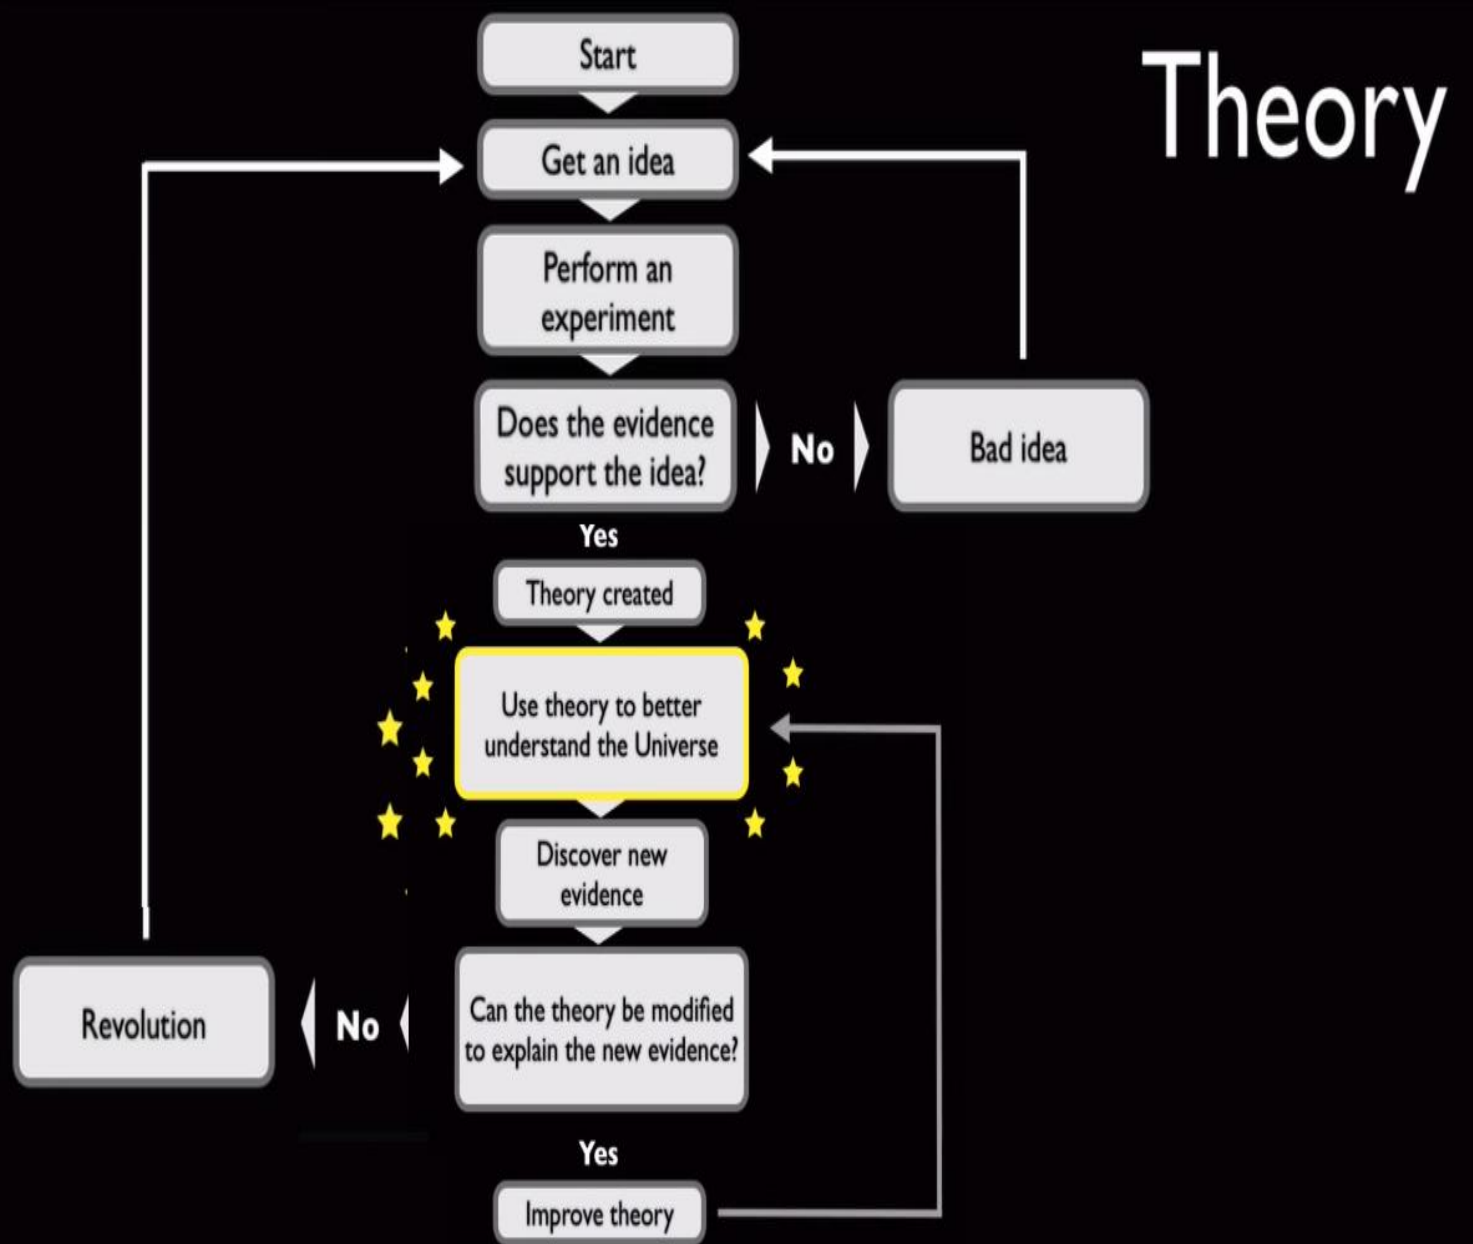 Theory
Start
Get an idea
Perform an
experiment
Does the evidence
support the idea?
No
Bad idea
Yes
Theory created
Use theory to better
understand the Universe
Discover new
evidence
Can the theory be modified
to explain the new evidence?
No
Revolution
Yes
Improve theory